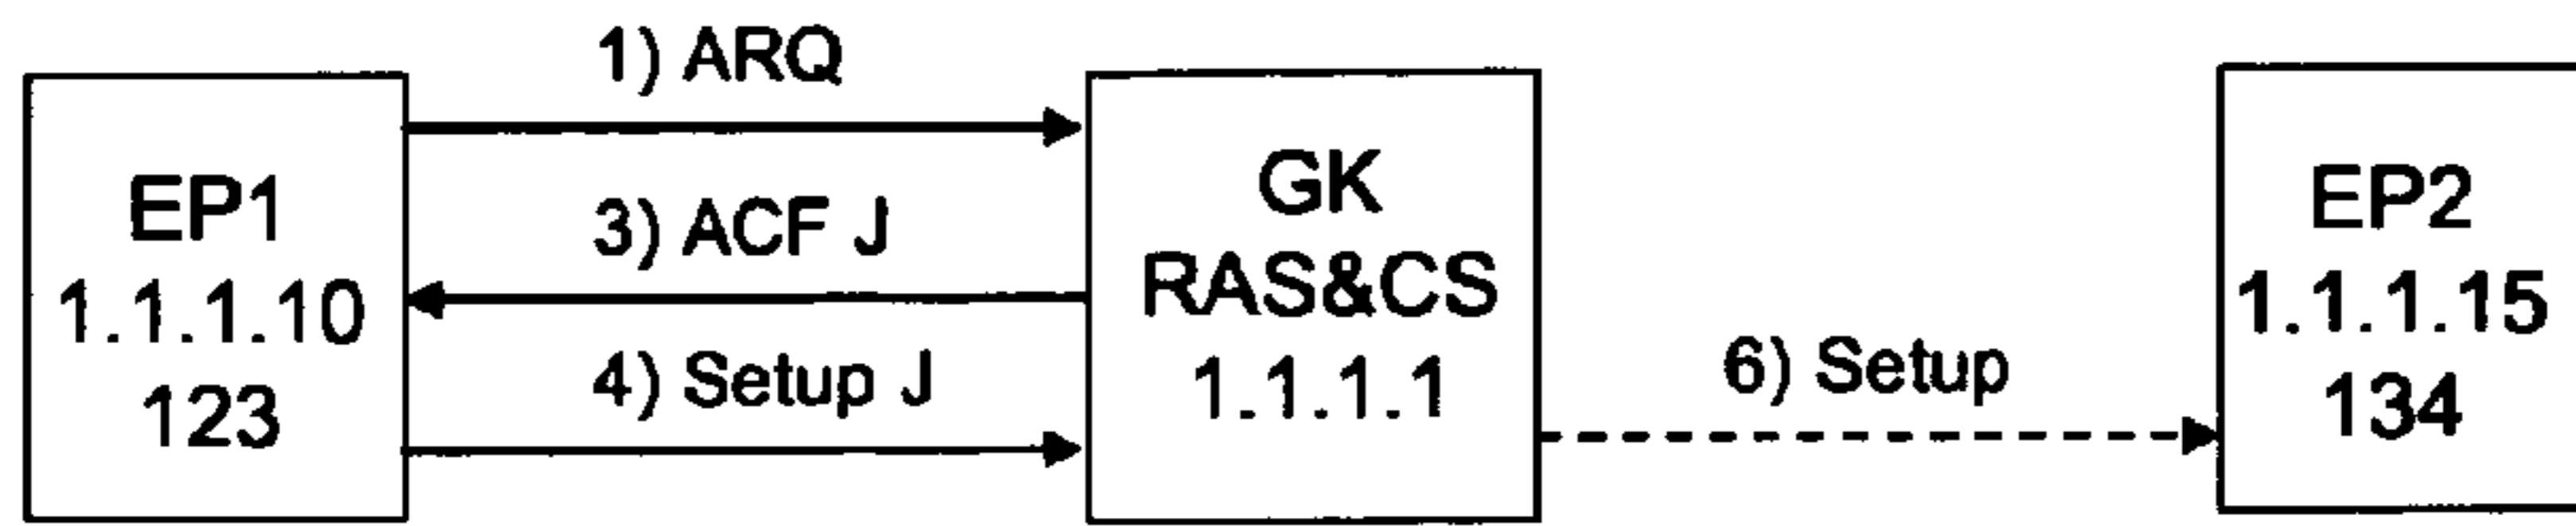 1) ARQ
EP1
1.1.1.10
123
3) ACF J
4) Setup J
GK
RAS&CS
1.1.1.1
6) Setup
EP2
1.1.1.15
134